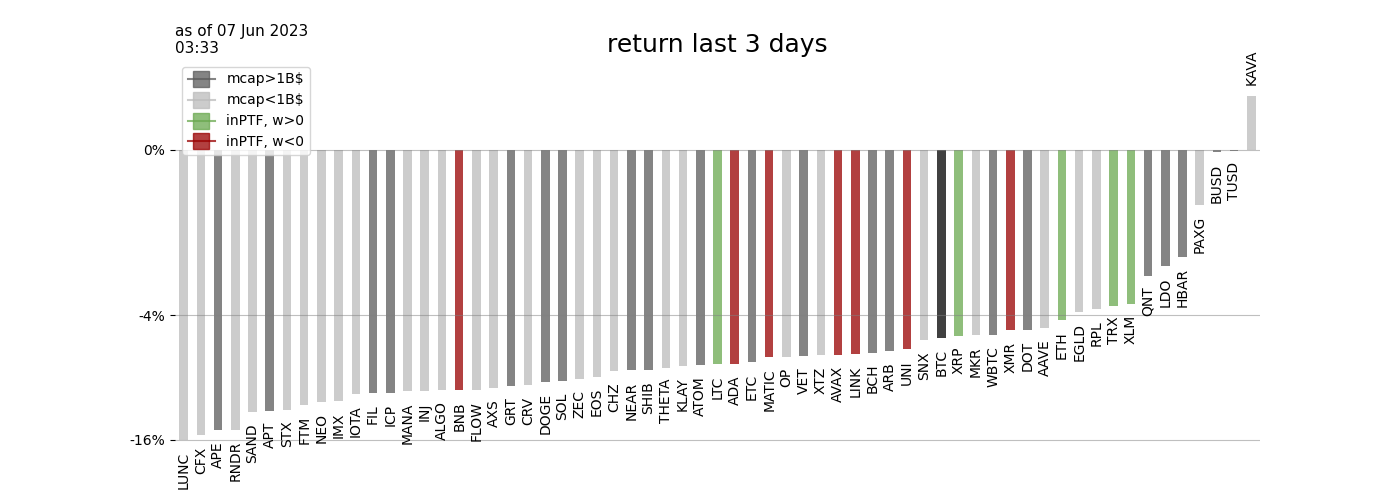 as of 07 Jun 2023
03:33
return last 3 days
mcap>1B$
mcap<1B$
inPTF, w>0
inPTF, w<0
0%
-4%
-16%
LUNC
CFX
APE
RNDR
SAND
APT
STX
FTM
NEO
IMX
IOTA
FIL
ICP
MANA
INJ
ALGO
BNB
FLOW
AXS
GRT
CRV
DOGE
SOL
ZEC
EOS
CHZ
NEAR
SHIB
THETA
KLAY
ATOM
LTC
ADA
ETC
MATIC
OP
VET
XTZ
AVAX
LINK
BCH
ARB
UNI
SNX
BTC
XRP
MKR
WBTC
XMR
DOT
AAVE
ETH
EGLD
RPL
TRX
XLM
QNT
LDO
HBAR
PAXG
BUSD
TUSD
KAVA